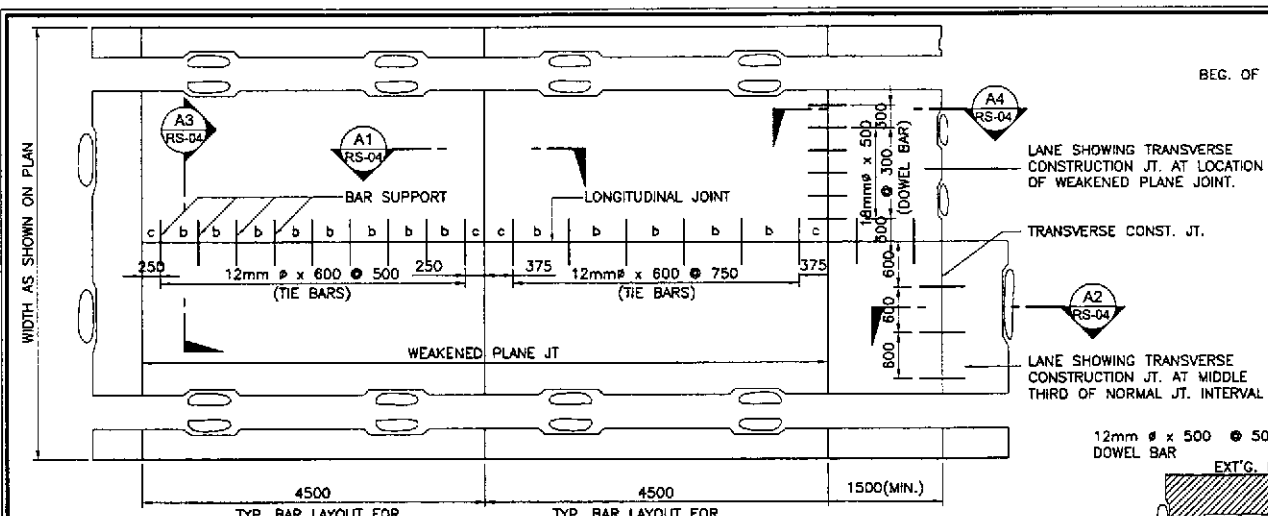 BEG. OF
WIDTH AS SHOWN ON PLAN
A3
RS-04
A1
RS-04
A4
RS-04
300
18mmø x 500
@ 300
(DOWEL BAR)
300
LANE SHOWING TRANSVERSE
CONSTRUCTION JT. AT LOCATION
OF WEAKENED PLANE JOINT.
BAR SUPPORT
LONGITUDINAL JOINT
TRANSVERSE CONST. JT.
c b b b b b b b b c c b b b b b c
250
12mm ø x 600 @ 500
(TIE BARS)
250
375
12mmø x 600 @ 750
(TIE BARS)
375
600
600
600
A2
RS-04
WEAKENED PLANE JT
LANE SHOWING TRANSVERSE
CONSTRUCTION JT. AT MIDDLE
THIRD OF NORMAL JT. INTERVAL
12mm ø x 500 @ 50
DOWEL BAR
EXT'G.
4500
4500
1500(MIN.)
TYP. BAR LAYOUT FOR
TYP. BAR LAYOUT FOR